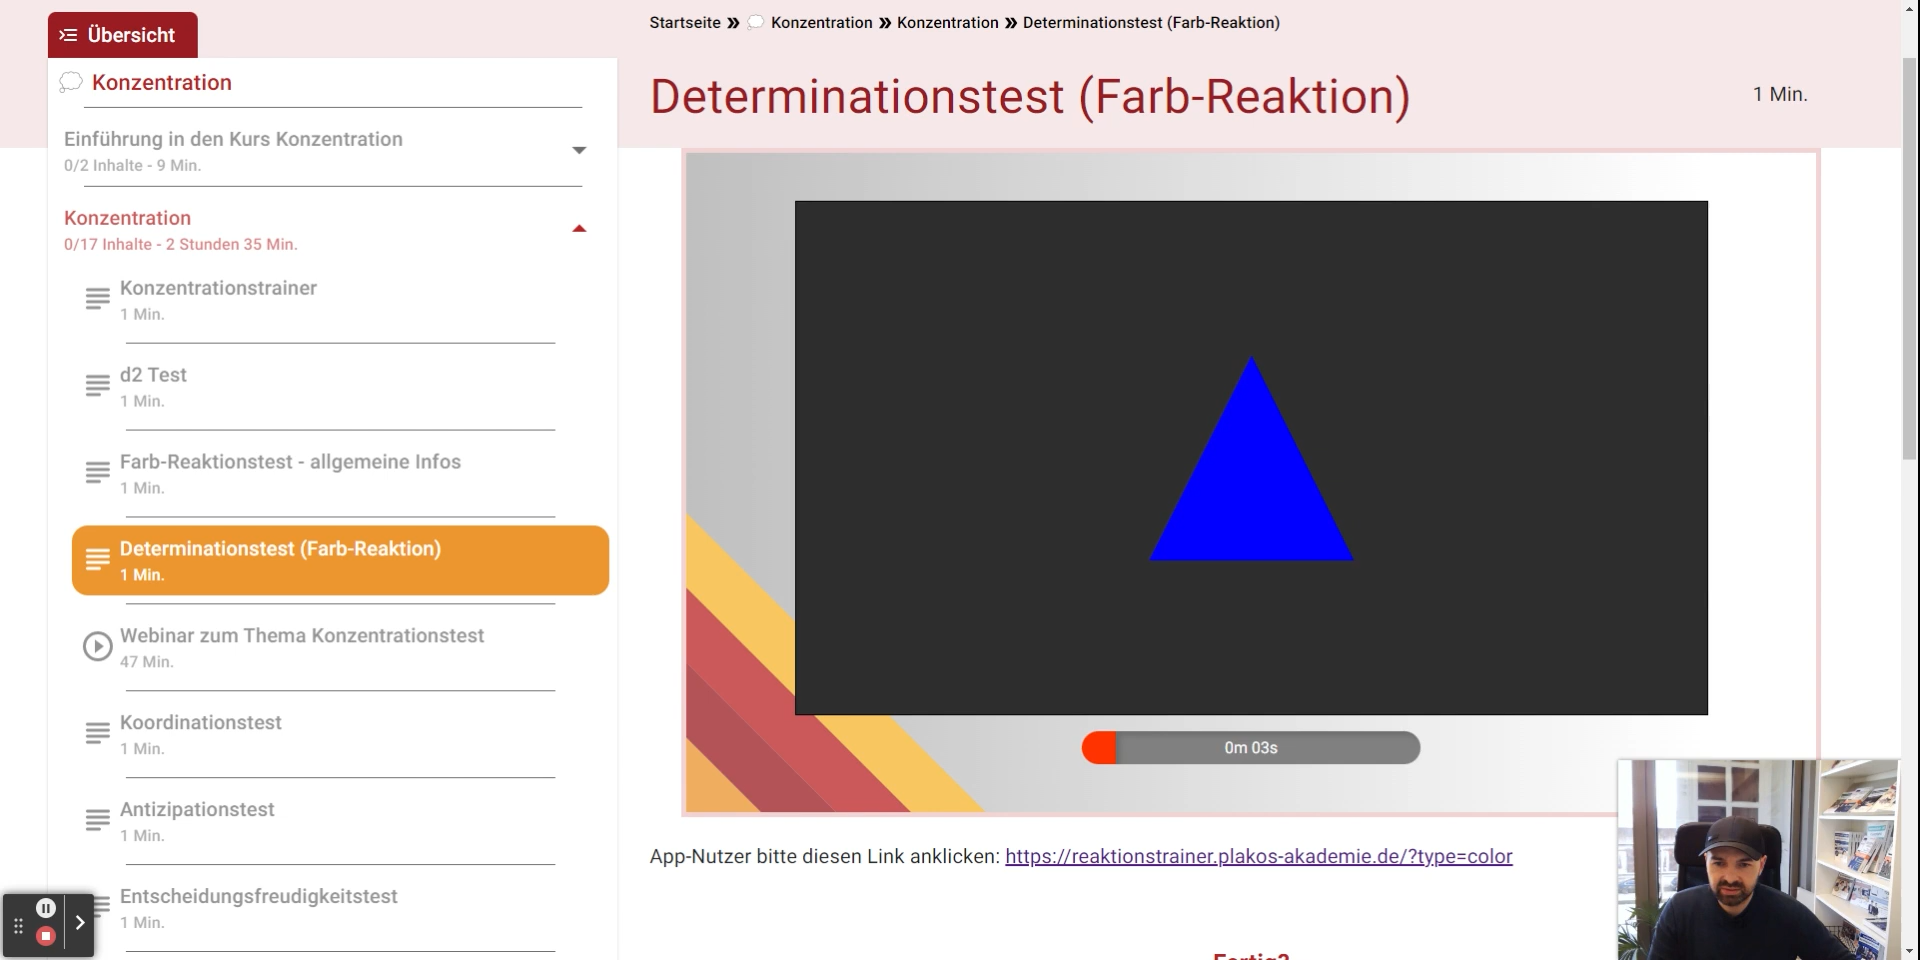 Übersicht
Konzentration
Einführung in den Kurs Konzentration
0/2 Inhalte - 9 Min.
Konzentration
0/17 Inhalte - 2 Stunden 35 Min.
Konzentrationstrainer
1 Min.
d2 Test
1 Min.
Farb-Reaktionstest - allgemeine Infos
1 Min.
Determinationstest (Farb-Reaktion)
1 Min.
Webinar zum Thema Konzentrationstest
47 Min.
Koordinationstest
1 Min.
Antizipationstest
1 Min.
Entscheidungsfreudigkeitstest
1 Min.
Startseite » Konzentration » Konzentration » Determinationstest (Farb-Reaktion)
Determinationstest (Farb-Reaktion)
1 Min.
0m 03s
App-Nutzer bitte diesen Link anklicken: https://reaktionstrainer.plakos-akademie.de/?type=color